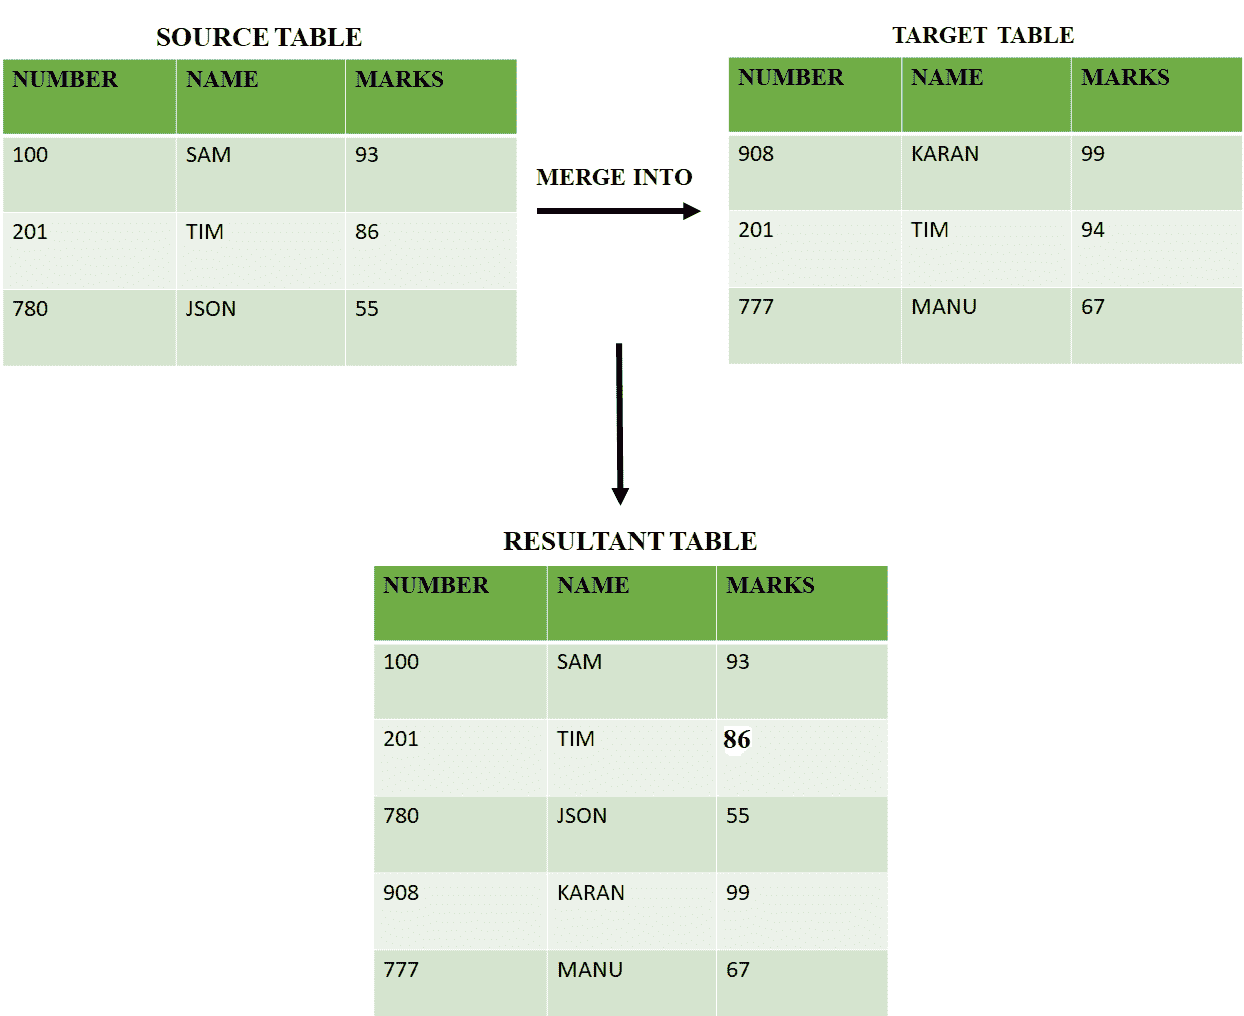 SOURCE TABLE
NUMBER NAME MARKS
100 SAM 93
201 TIM 86
780 JSON 55
MERGE INTO
TARGET TABLE
NUMBER NAME MARKS
908 KARAN 99
201 TIM 94
777 MANU 67
RESULTANT TABLE
NUMBER NAME MARKS
100 SAM 93
201 TIM 86
780 JSON 55
908 KARAN 99
777 MANU 67